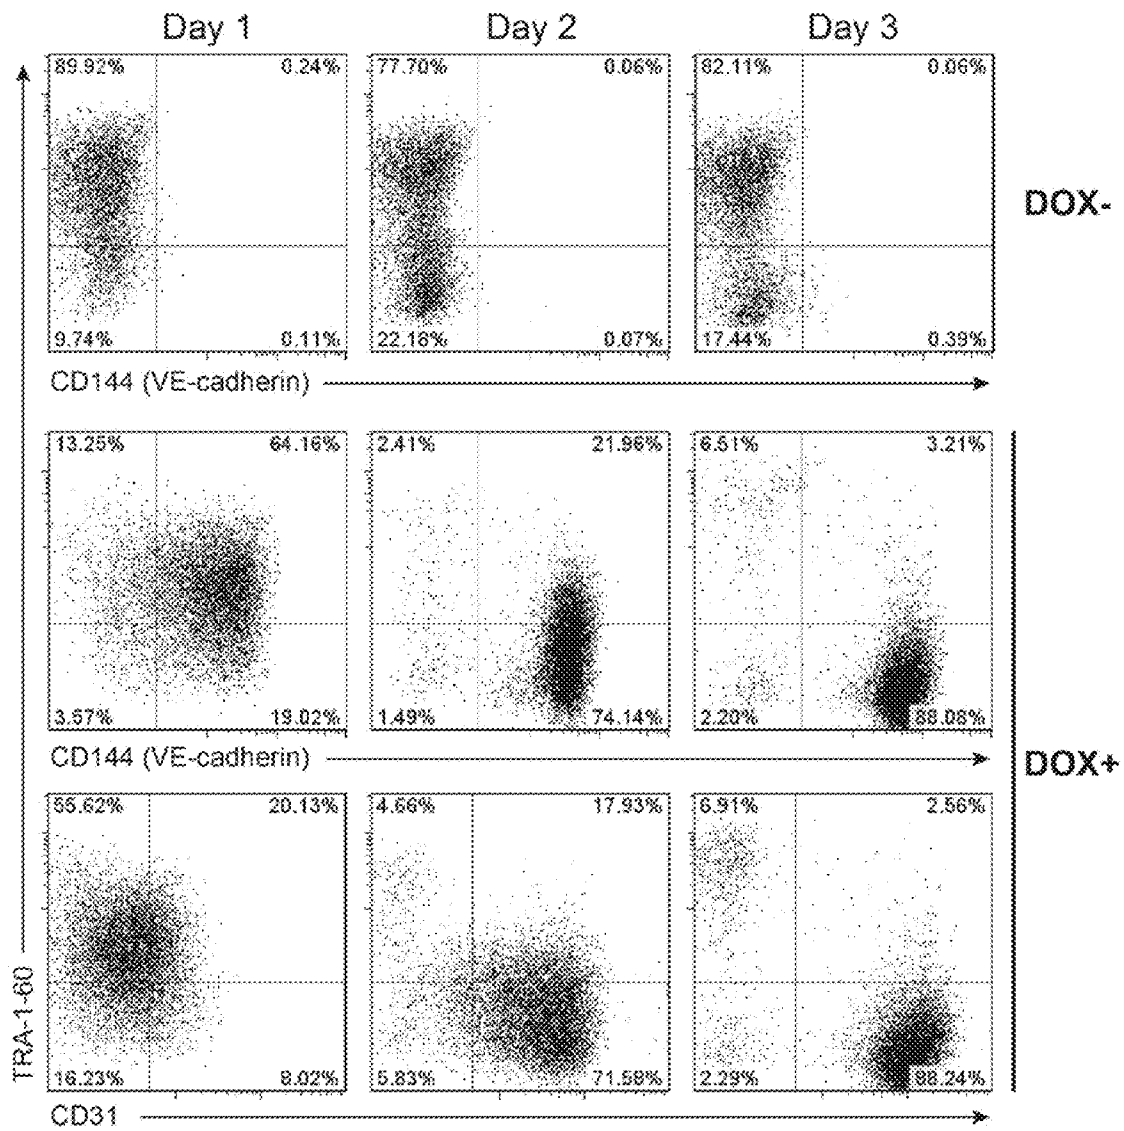 Day 1 Day 2 Day 3
89.92% 0.24% 77.70% 0.06% 82.11% 0.06%
DOX-
9.74% 0.11% 22.18% 0.07% 17.44% 0.39%
CD144 (VE-cadherin)
13.25% 64.16% 2.41% 21.96% 6.51% 3.21%
3.57% 19.02% 1.49% 74.14% 2.20% 88.08%
CD144 (VE-cadherin)
DOX+
55.62% 20.13% 4.66% 17.93% 6.91% 2.56%
TRA-1-60
16.23% 8.02% 5.83% 71.58% 2.29% 88.24%
CD31